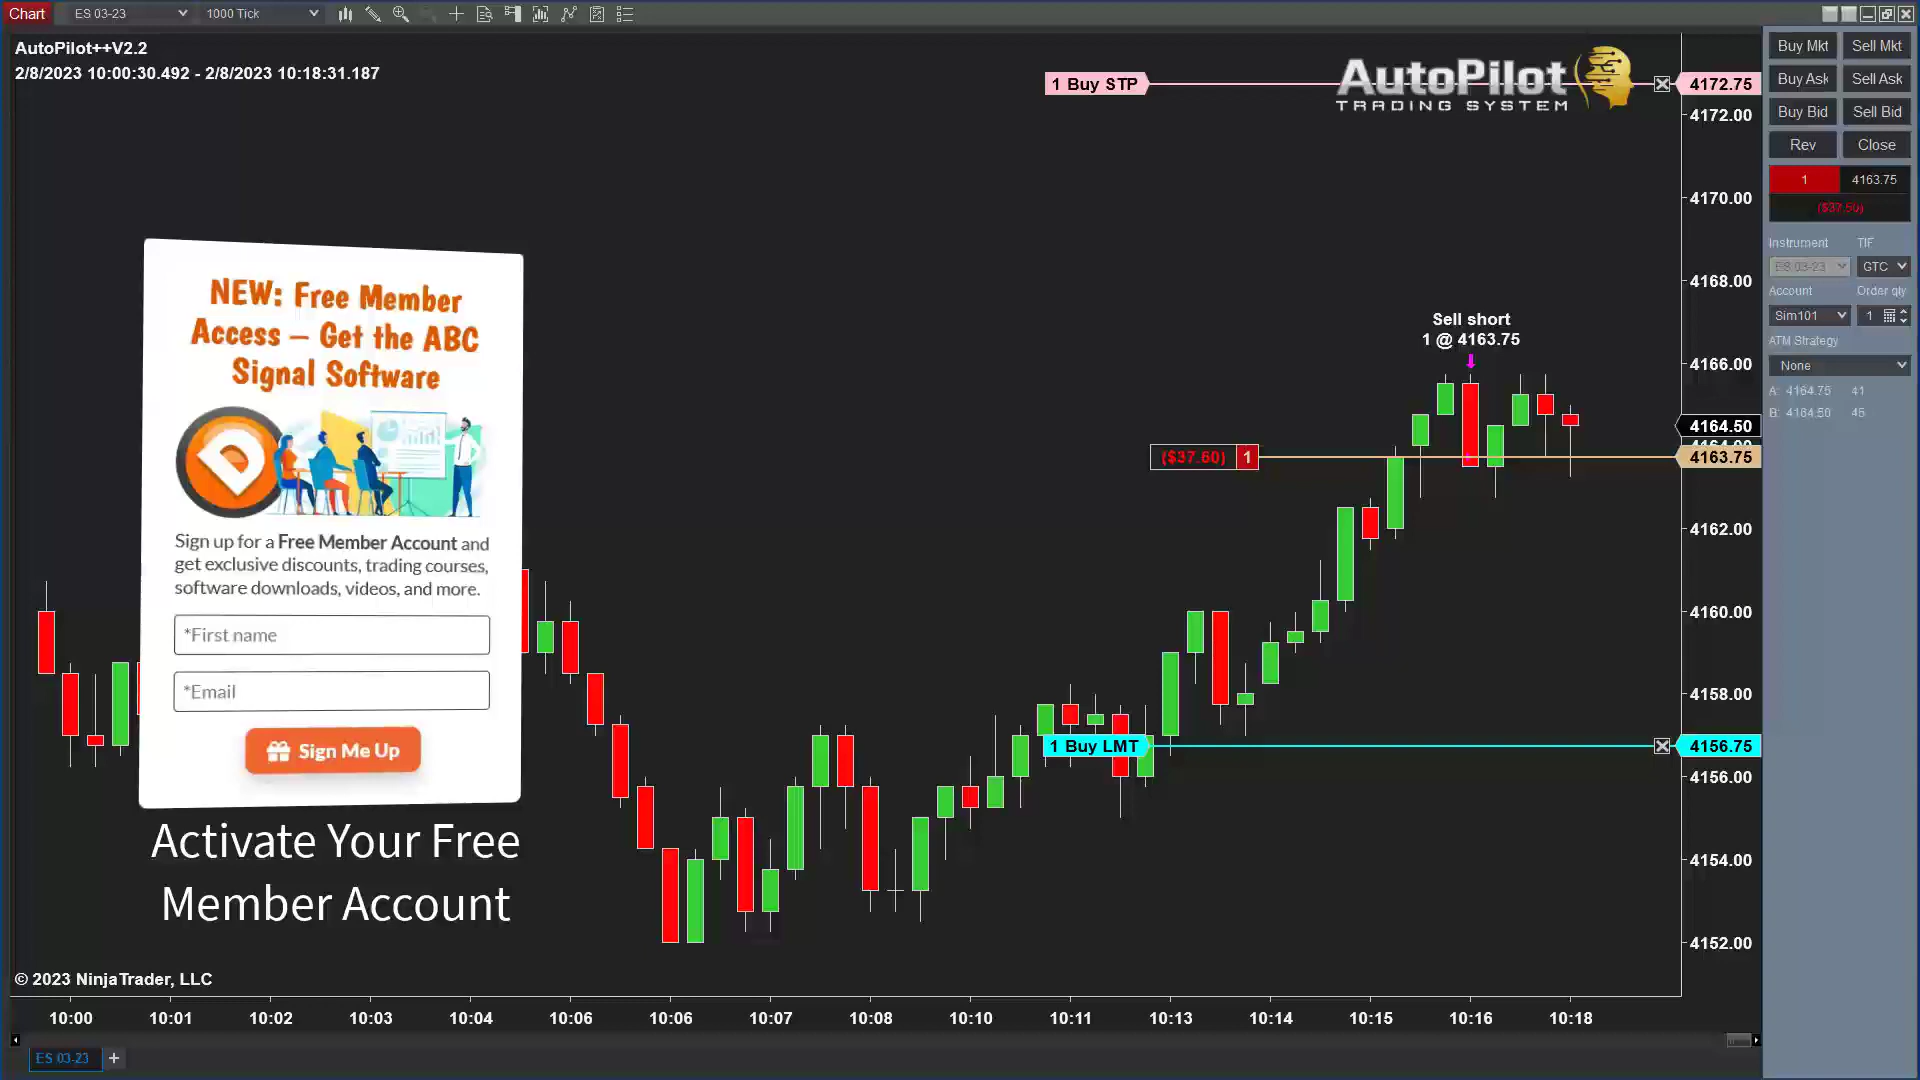 Chart ES 03-23 1000 Tick
AutoPilot++V2.2
2/8/2023 10:00:30.492 - 2/8/2023 10:18:31.187
1 Buy STP
AutoPilot
TRADING SYSTEM
4172.75
4172.00
4170.00
4168.00
4166.00
4164.50
4163.75
4162.00
4160.00
4158.00
4156.75
4156.00
4154.00
4152.00
Sell short
1 @ 4163.75
($37.60) 1
1 Buy LMT
NEW: Free Member
Access – Get the ABC
Signal Software
Sign up for a Free Member Account and
get exclusive discounts, trading courses,
software downloads, videos, and more.
*First name
*Email
Sign Me Up
Activate Your Free
Member Account
© 2023 NinjaTrader, LLC
10:00 10:01 10:02 10:03 10:04 10:06 10:06 10:07 10:08 10:10 10:11 10:13 10:14 10:15 10:16 10:18
ES 03-23 +
Buy Mkt Sell Mkt
Buy Ask Sell Ask
Buy Bid Sell Bid
Rev Close
1 4163.75
($37.50)
Instrument TIF
ES 03-23 GTC
Account Order qty
Sim101 1
ATM Strategy
None
A: 4164.75 41
B: 4164.50 45